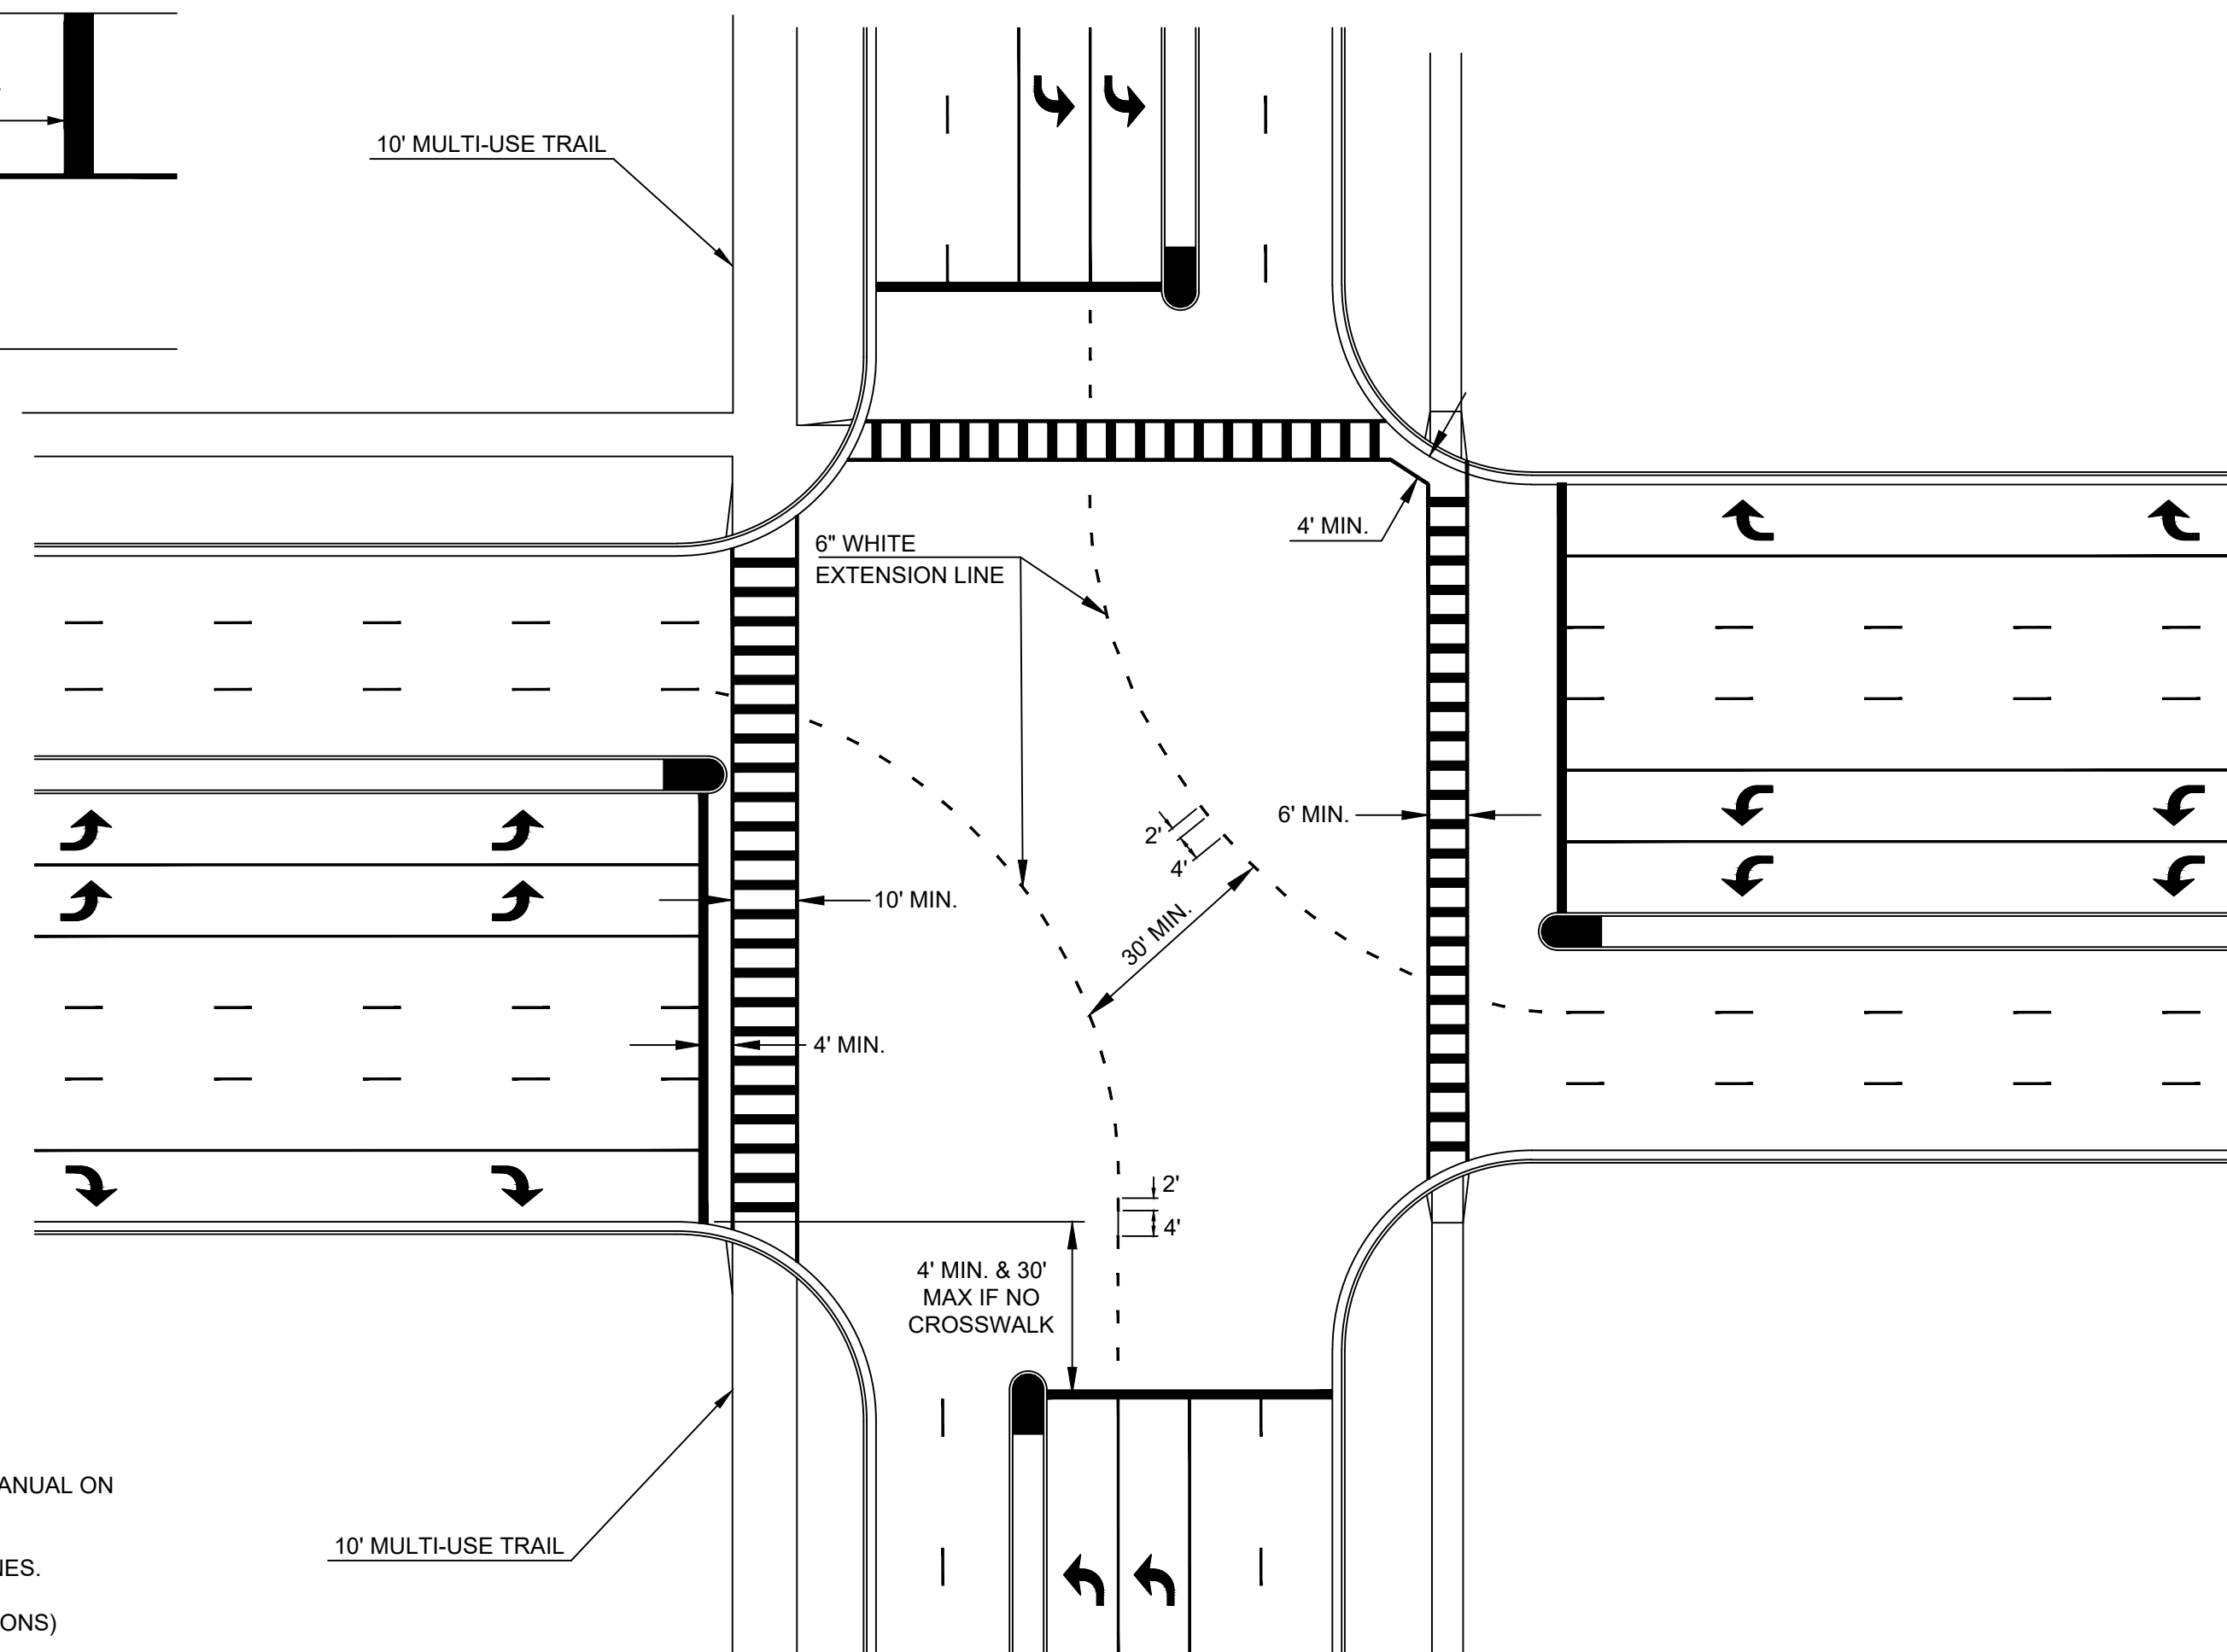 10' MULTI-USE TRAIL
4' MIN.
6" WHITE
EXTENSION LINE
2'
4'
6' MIN.
10' MIN.
30' MIN.
4' MIN.
2'
4'
4' MIN. & 30'
MAX IF NO
CROSSWALK
ANUAL ON
10' MULTI-USE TRAIL
NES.
ONS)